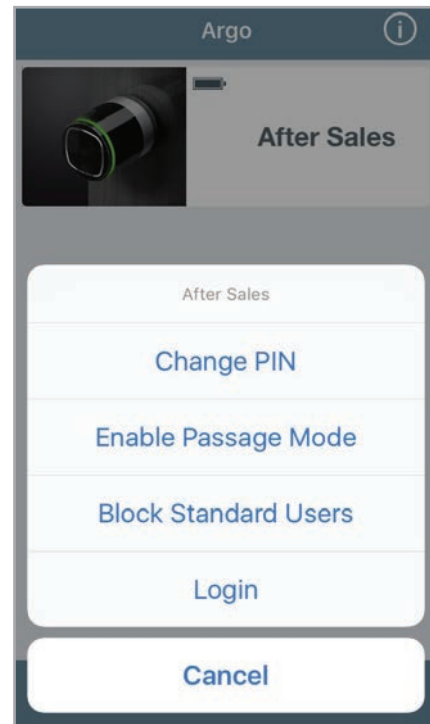 Argo
After Sales
After Sales
Change PIN
Enable Passage Mode
Block Standard Users
Login
Cancel